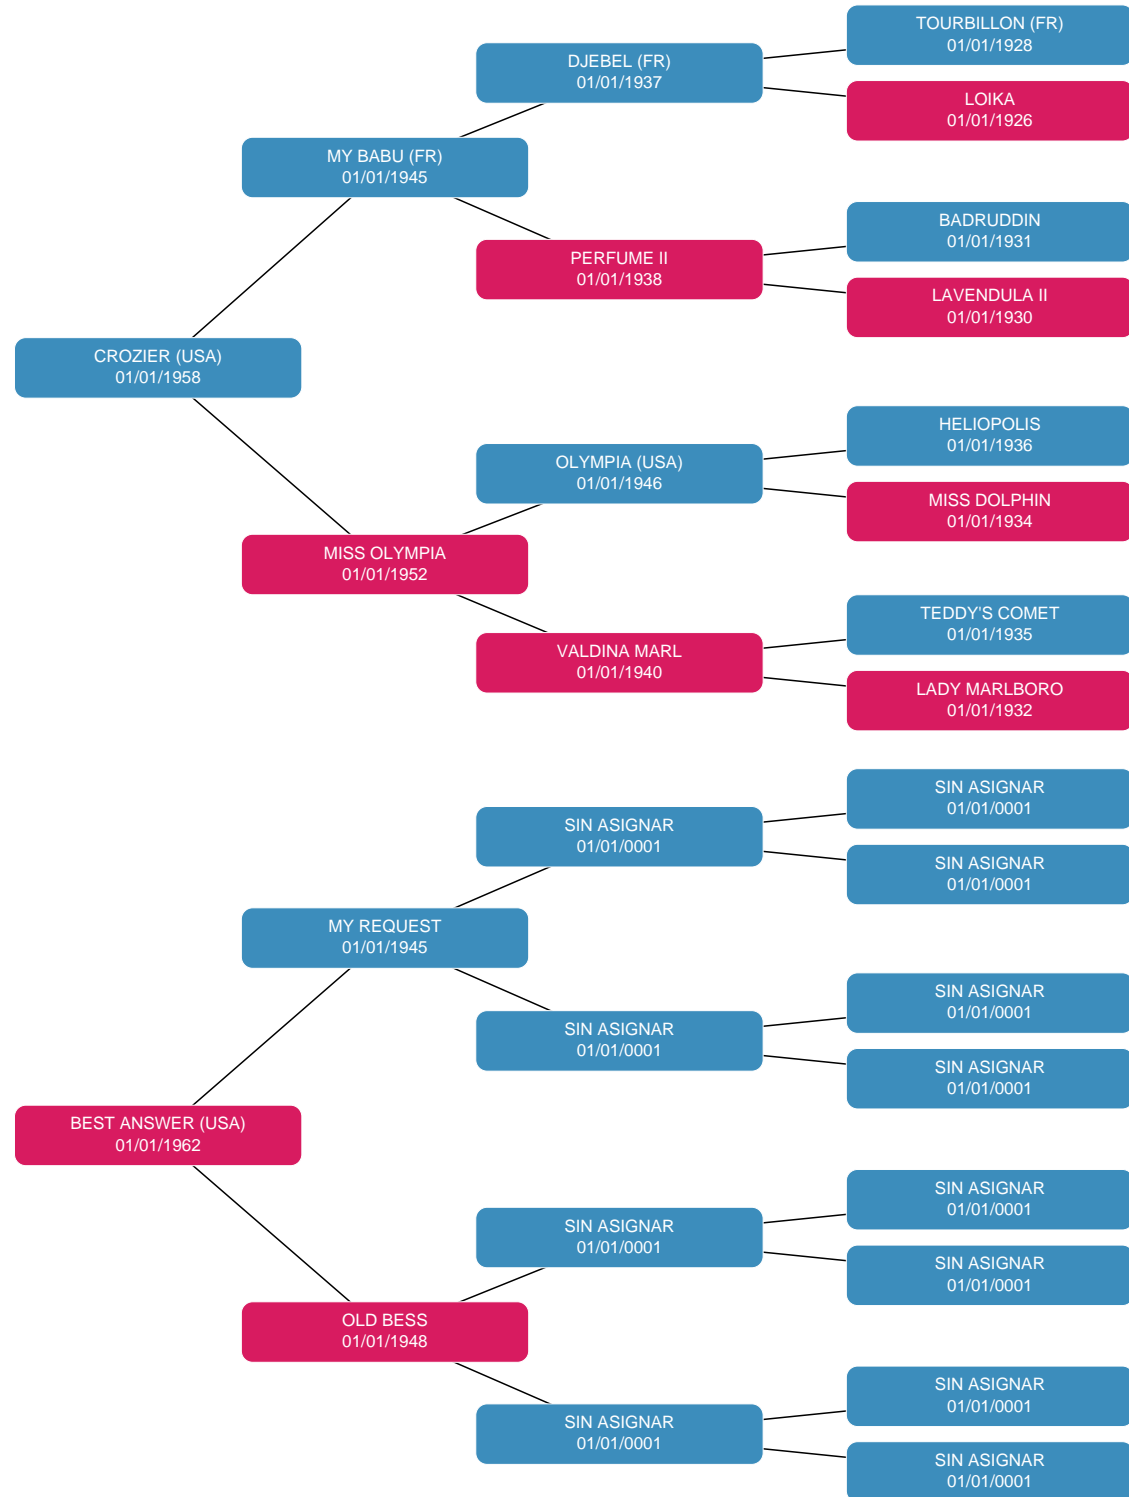 TOURBILLON (FR)
01/01/1928
DJEBEL (FR)
01/01/1937
LOIKA
01/01/1926
MY BABU (FR)
01/01/1945
BADRUDDIN
01/01/1931
PERFUME II
01/01/1938
LAVENDULA II
01/01/1930
CROZIER (USA)
01/01/1958
HELIOPOLIS
01/01/1936
OLYMPIA (USA)
01/01/1946
MISS DOLPHIN
01/01/1934
MISS OLYMPIA
01/01/1952
TEDDY'S COMET
01/01/1935
VALDINA MARL
01/01/1940
LADY MARLBORO
01/01/1932
SIN ASIGNAR
01/01/0001
SIN ASIGNAR
01/01/0001
SIN ASIGNAR
01/01/0001
MY REQUEST
01/01/1945
SIN ASIGNAR
01/01/0001
SIN ASIGNAR
01/01/0001
SIN ASIGNAR
01/01/0001
BEST ANSWER (USA)
01/01/1962
SIN ASIGNAR
01/01/0001
SIN ASIGNAR
01/01/0001
SIN ASIGNAR
01/01/0001
OLD BESS
01/01/1948
SIN ASIGNAR
01/01/0001
SIN ASIGNAR
01/01/0001
SIN ASIGNAR
01/01/0001